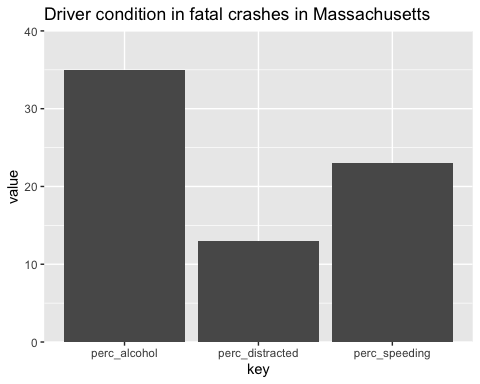 Driver condition in fatal crashes in Massachusetts
40
30
20
10
0
value
perc_alcohol perc_distracted perc_speeding
key